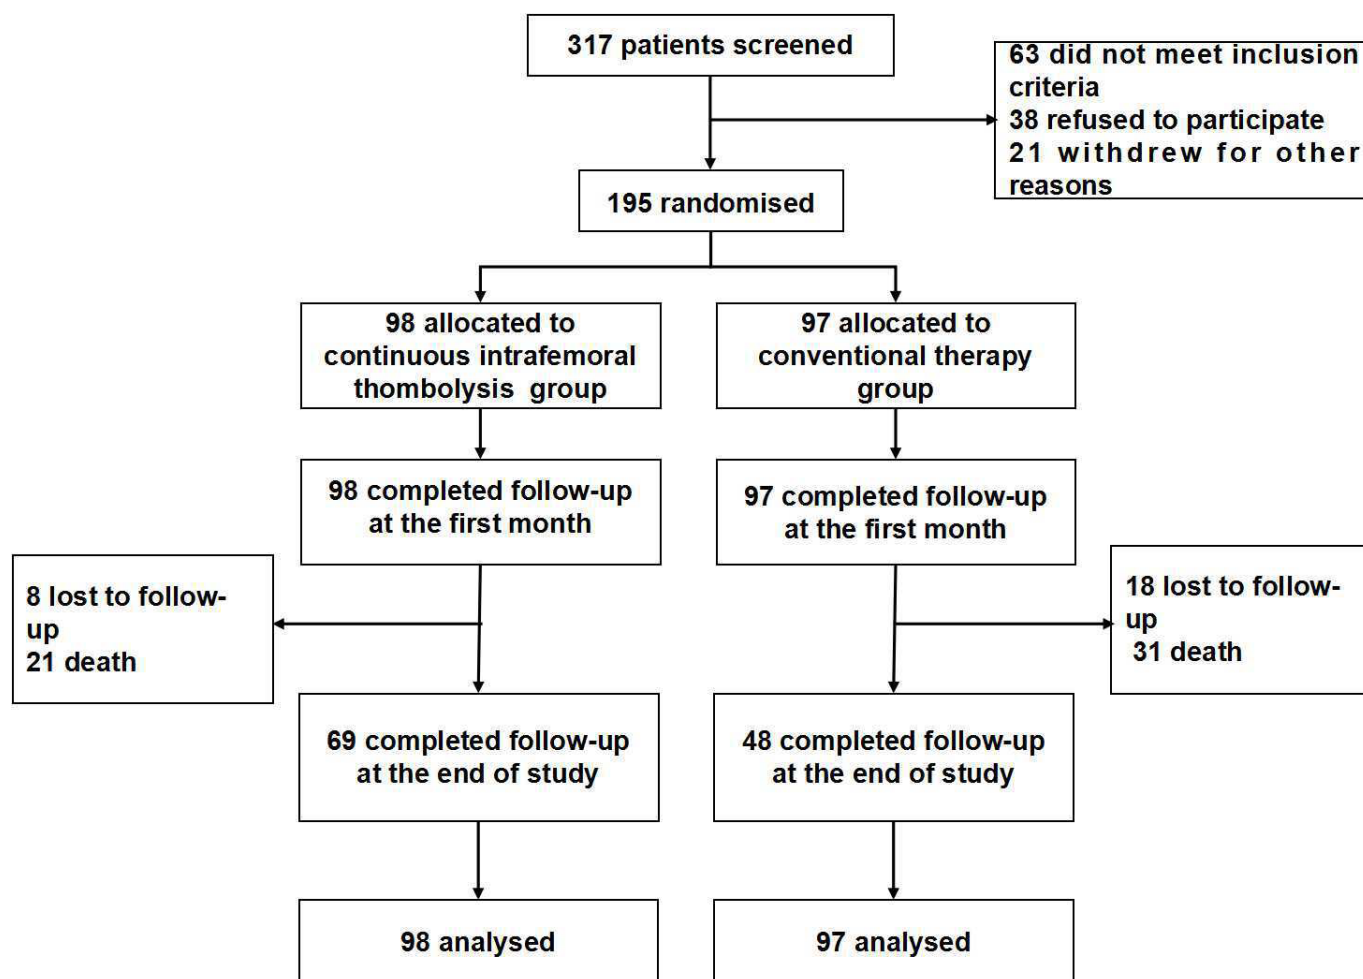 317 patients screened
63 did not meet inclusion
criteria
38 refused to participate
21 withdrew for other
reasons
195 randomised
98 allocated to
continuous intrafemoral
thombolysis group
97 allocated to
conventional therapy
group
98 completed follow-up
at the first month
97 completed follow-up
at the first month
8 lost to follow-
up
21 death
18 lost to follow-
up
31 death
69 completed follow-up
at the end of study
48 completed follow-up
at the end of study
98 analysed
97 analysed